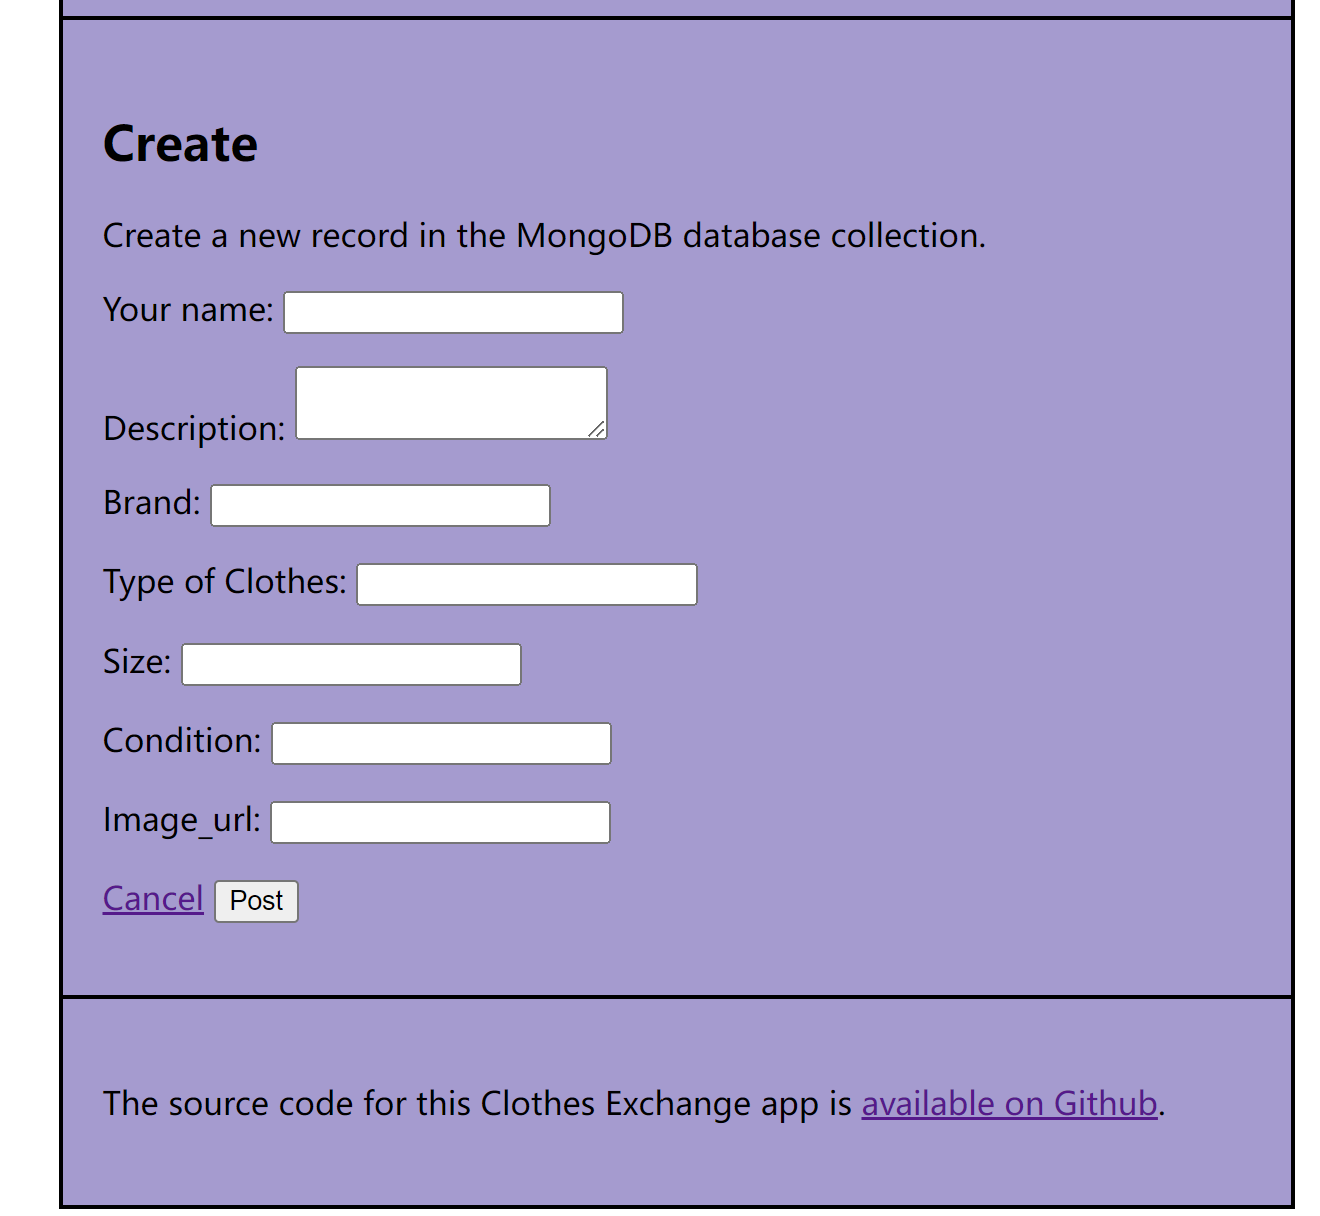 Create
Create a new record in the MongoDB database collection.
Your name:
Description:
Brand:
Type of Clothes:
Size:
Condition:
Image_url:
Cancel Post
The source code for this Clothes Exchange app is available on Github.